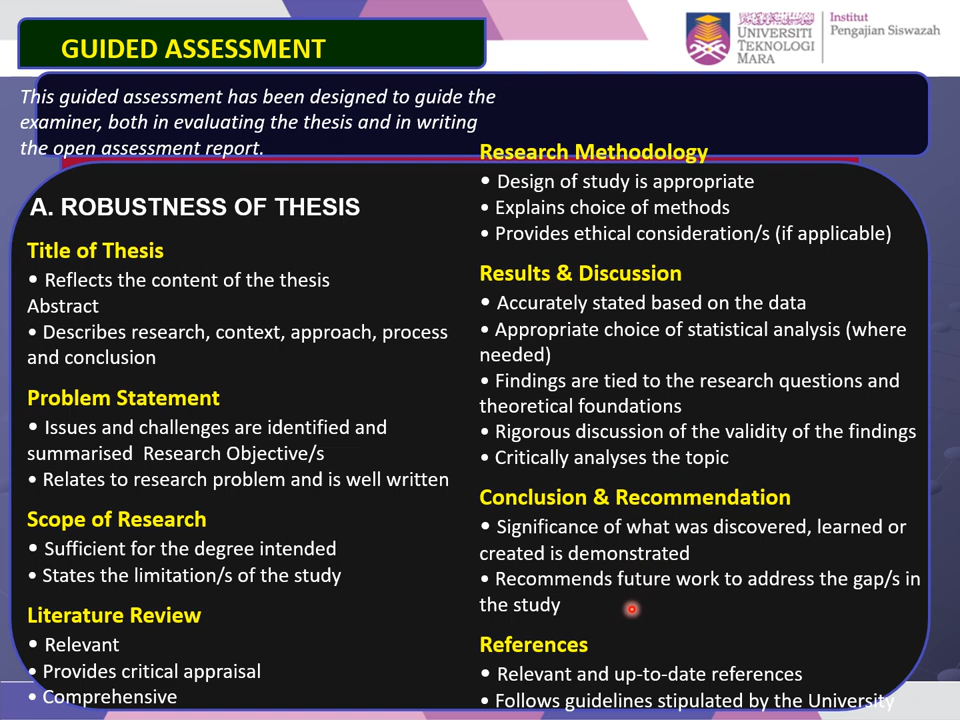 GUIDED ASSESSMENT
UNIVERSITI
TEKNOLOGI
MARA
Institut
Pengajian Siswazah
This guided assessment has been designed to guide the
examiner, both in evaluating the thesis and in writing
the open assessment report.
A. ROBUSTNESS OF THESIS
Title of Thesis
• Reflects the content of the thesis
Abstract
• Describes research, context, approach, process
and conclusion
Problem Statement
• Issues and challenges are identified and
summarised Research Objective/s
• Relates to research problem and is well written
Scope of Research
• Sufficient for the degree intended
• States the limitation/s of the study
Literature Review
• Relevant
• Provides critical appraisal
• Comprehensive
Research Methodology
• Design of study is appropriate
• Explains choice of methods
• Provides ethical consideration/s (if applicable)
Results & Discussion
• Accurately stated based on the data
• Appropriate choice of statistical analysis (where
needed)
• Findings are tied to the research questions and
theoretical foundations
• Rigorous discussion of the validity of the findings
• Critically analyses the topic
Conclusion & Recommendation
• Significance of what was discovered, learned or
created is demonstrated
• Recommends future work to address the gap/s in
the study
References
• Relevant and up-to-date references
• Follows guidelines stipulated by the University